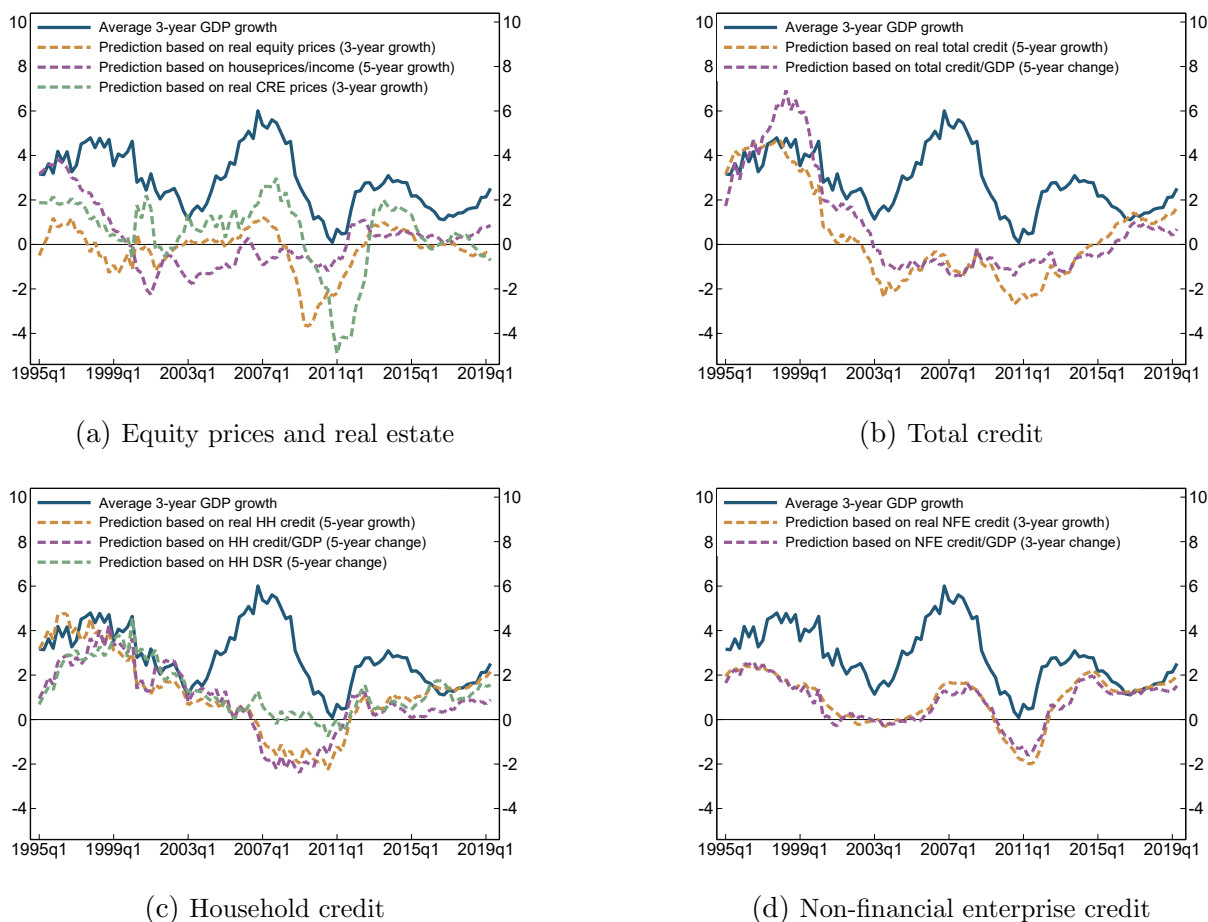 10
8
6
4
2
0
-2
-4
10
8
6
4
2
0
-2
-4
Average 3-year GDP growth
Prediction based on real equity prices (3-year growth)
Prediction based on houseprices/income (5-year growth)
Prediction based on real CRE prices (3-year growth)
1995q1 1999q1 2003q1 2007q1 2011q1 2015q1 2019q1
(a) Equity prices and real estate
10
8
6
4
2
0
-2
-4
10
8
6
4
2
0
-2
-4
Average 3-year GDP growth
Prediction based on real total credit (5-year growth)
Prediction based on total credit/GDP (5-year change)
1995q1 1999q1 2003q1 2007q1 2011q1 2015q1 2019q1
(b) Total credit
10
8
6
4
2
0
-2
-4
10
8
6
4
2
0
-2
-4
Average 3-year GDP growth
Prediction based on real HH credit (5-year growth)
Prediction based on HH credit/GDP (5-year change)
Prediction based on HH DSR (5-year change)
1995q1 1999q1 2003q1 2007q1 2011q1 2015q1 2019q1
(c) Household credit
10
8
6
4
2
0
-2
-4
10
8
6
4
2
0
-2
-4
Average 3-year GDP growth
Prediction based on real NFE credit (3-year growth)
Prediction based on NFE credit/GDP (3-year change)
1995q1 1999q1 2003q1 2007q1 2011q1 2015q1 2019q1
(d) Non-financial enterprise credit